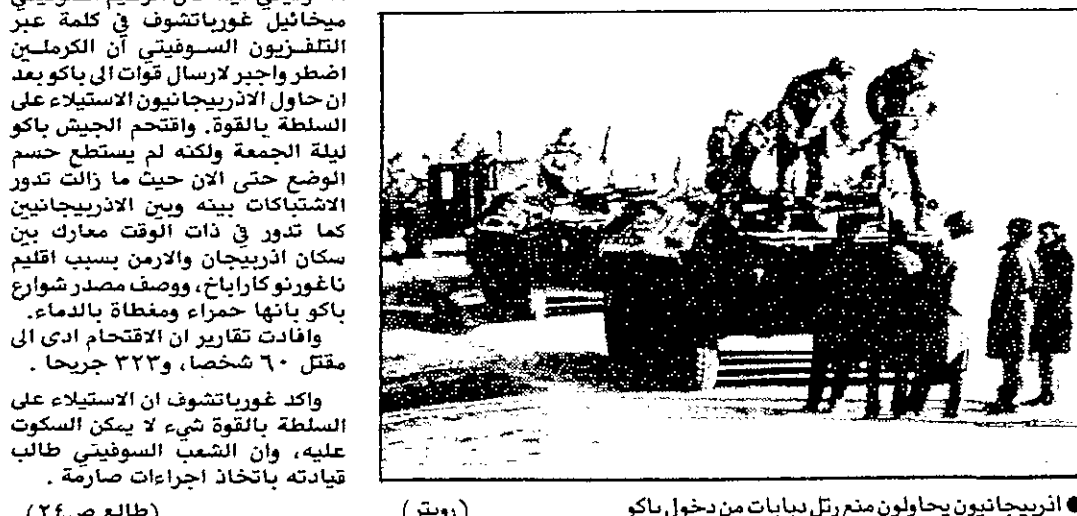 ميخائيل غورباتشوف في كلمة عبر
التلفزيون السوفيتي أن الكرملين
اضطر واجبر لارسال قوات الى باكو بعد
ان حاول الاذربيجانيون الاستيلاء على
السلطة بالقوة. واقتحم الجيش باكو
ليلة الجمعة ولكنه لم يستطع حسم
الوضع حتى الان حيث ما زالت تدور
الاشتباكات بينه وبين الاذربيجانيين
كما تدور في ذات الوقت معارك بين
سكان اذربيجان والارمن بسبب اقليم
ناغورنو كاراباخ، ووصف مصدر شوارع
باكو بانها حمراء ومغطاة بالدماء.
وافادت تقارير ان الاقتحام ادى الى
مقتل ٦٠ شخصا، و٣٢٣ جريحا .
واكد غورباتشوف ان الاستيلاء على
السلطة بالقوة شيء لا يمكن السكوت
عليه، وان الشعب السوفيتي طالب
قيادته باتخاذ اجراءات صارمة .
(طالع ص٢٤)
● اذربيجانيون يحاولون منع رتل دبابات من دخول باكو (رويتر)